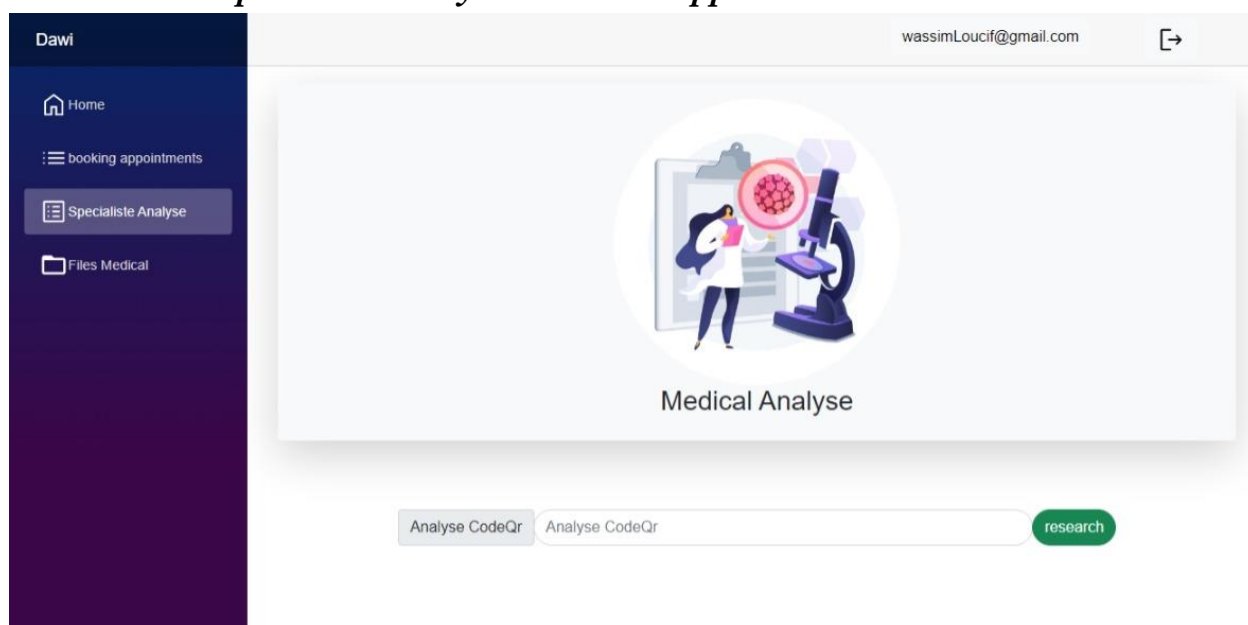 Dawi
wassimLoucif@gmail.com
Home
booking appointments
Specialiste Analyse
Files Medical
Medical Analyse
Analyse CodeQr
Analyse CodeQr
research